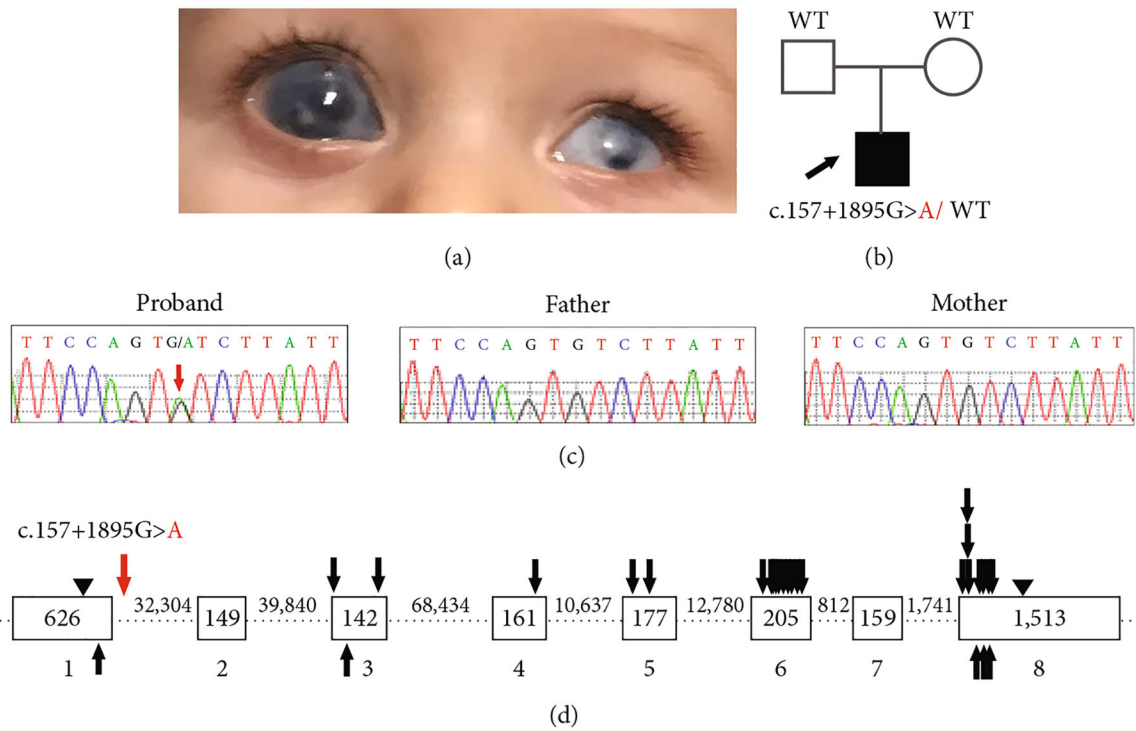 WT WT
c.157+1895G>A/ WT
(a) (b)
Proband Father Mother
T T C C A G T G/A T C T T A T T
T T C C A G T G T C T T A T T
T T C C A G T G T C T T A T T
(c)
c.157+1895G>A
626 32,304 149 39,840 142 68,434 161 10,637 177 12,780 205 812 159 1,741 1,513
1 2 3 4 5 6 7 8
(d)